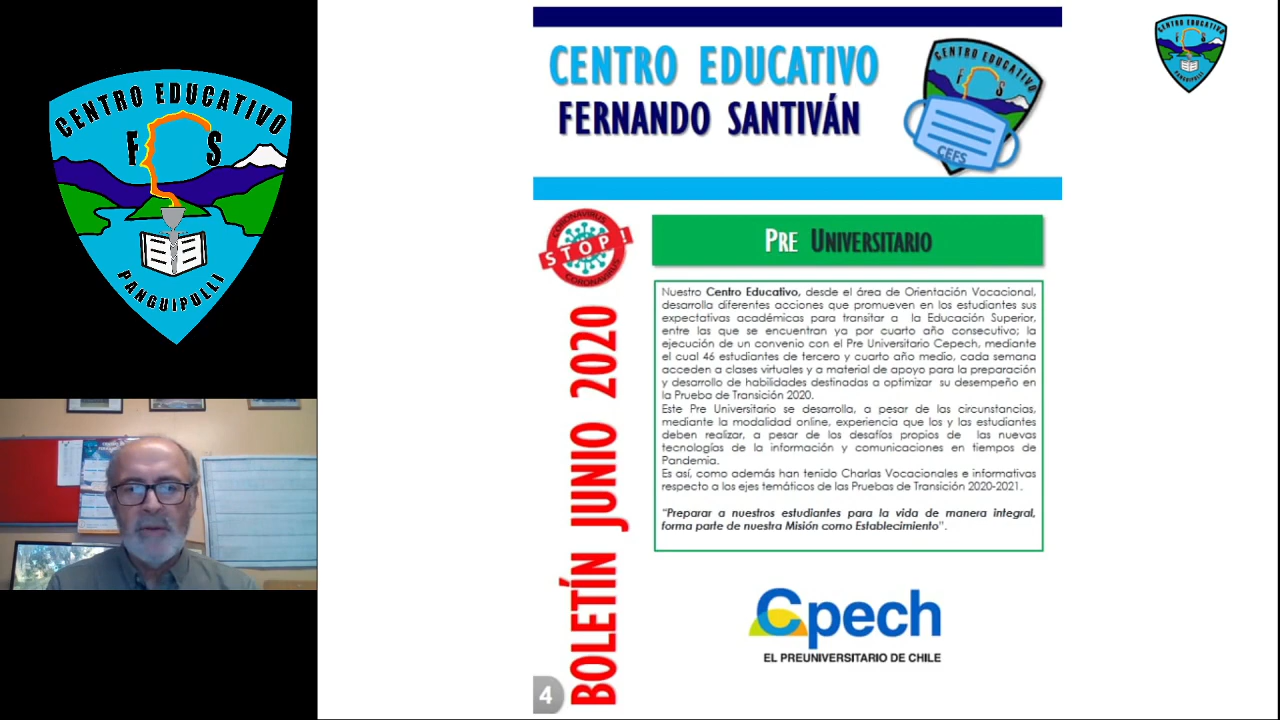 CENTRO EDUCATIVO
F S
PANGUIPULLI
CENTRO EDUCATIVO
FERNANDO SANTIVÁN
CENTRO EDUCATIVO
F S
CEFS
CENTRO EDUCATIVO
F S
PANGUIPULLI
CORONAVIRUS
STOP!
CORONAVIRUS
BOLETÍN JUNIO 2020
PRE UNIVERSITARIO
Nuestro Centro Educativo, desde el área de Orientación Vocacional,
desarrolla diferentes acciones que promueven en los estudiantes sus
expectativas académicas para transitar a la Educación Superior,
entre las que se encuentran ya por cuarto año consecutivo; la
ejecución de un convenio con el Pre Universitario Cepech, mediante
el cual 46 estudiantes de tercero y cuarto año medio, cada semana
acceden a clases virtuales y a material de apoyo para la preparación
y desarrollo de habilidades destinadas a optimizar su desempeño en
la Prueba de Transición 2020.
Este Pre Universitario se desarrolla, a pesar de las circunstancias,
mediante la modalidad online, experiencia que los y las estudiantes
deben realizar, a pesar de los desafíos propios de las nuevas
tecnologías de la información y comunicaciones en tiempos de
Pandemia.
Es así, como además han tenido Charlas Vocacionales e informativas
respecto a los ejes temáticos de las Pruebas de Transición 2020-2021.
"Preparar a nuestros estudiantes para la vida de manera integral,
forma parte de nuestra Misión como Establecimiento".
Cpech
EL PREUNIVERSITARIO DE CHILE
4